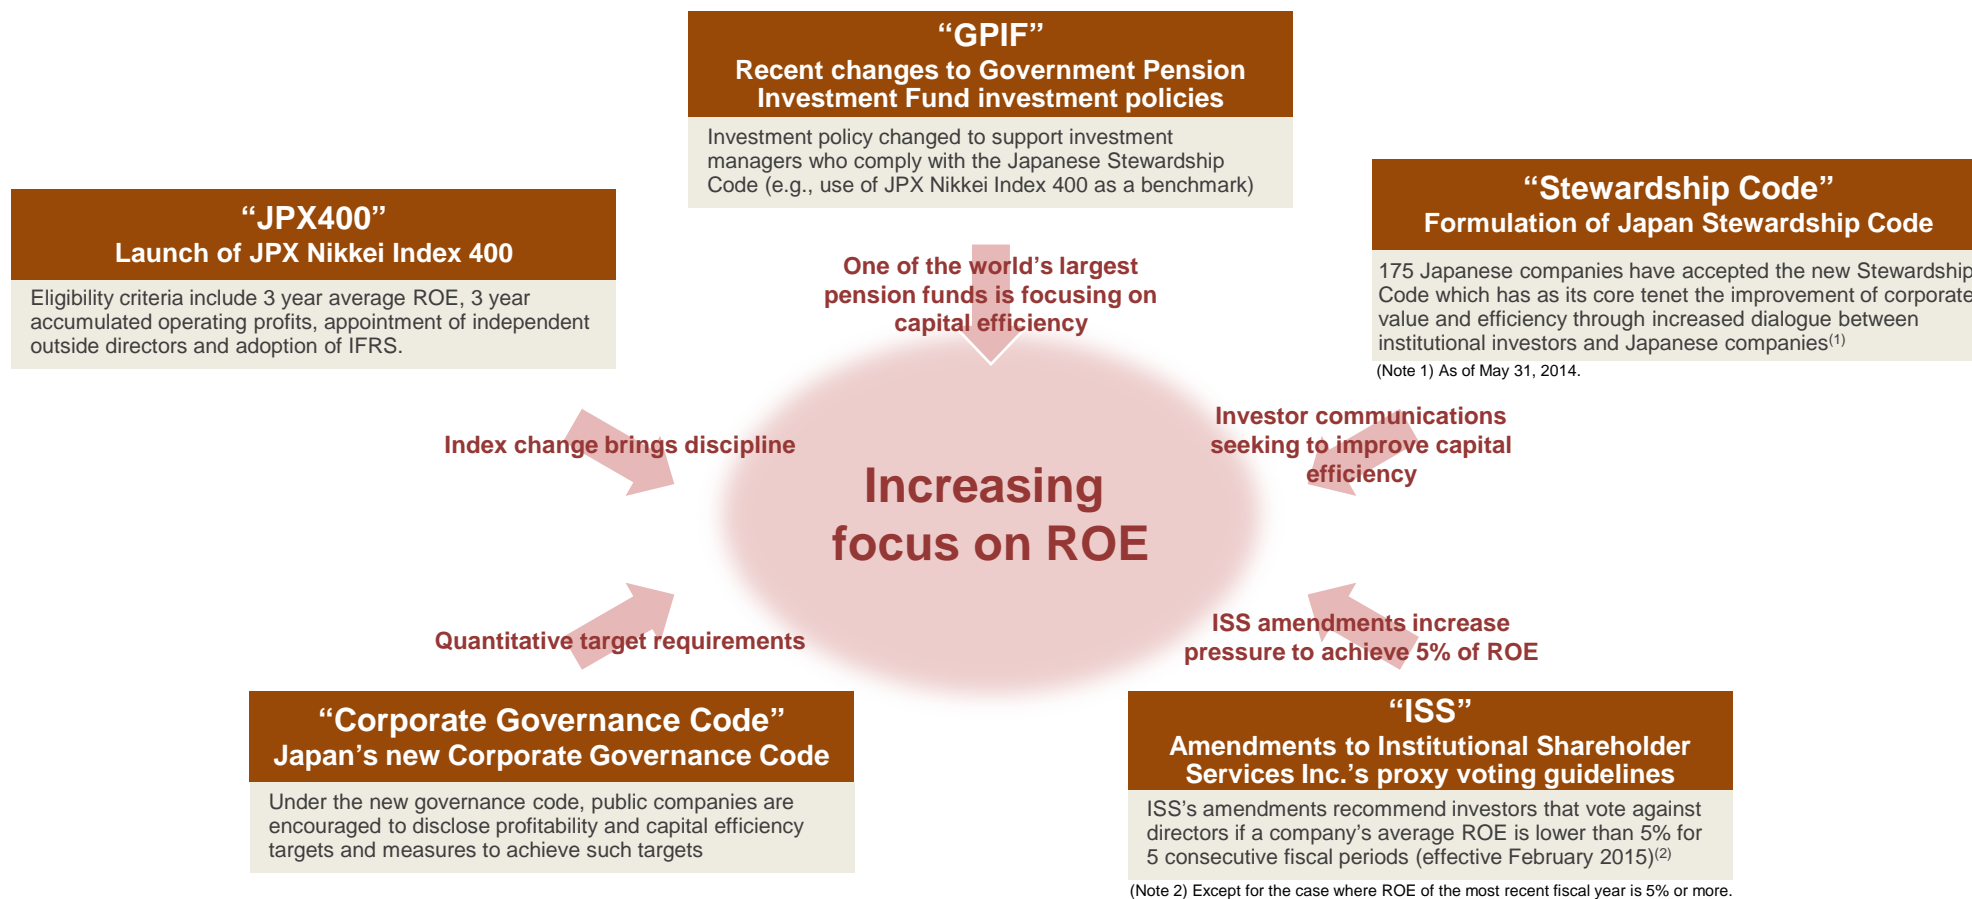 “GPIF”
Recent changes to Government Pension
Investment Fund investment policies
Investment policy changed to support investment
managers who comply with the Japanese Stewardship
Code (e.g., use of JPX Nikkei Index 400 as a benchmark)
“JPX400”
Launch of JPX Nikkei Index 400
Eligibility criteria include 3 year average ROE, 3 year
accumulated operating profits, appointment of independent
outside directors and adoption of IFRS.
“Stewardship Code”
Formulation of Japan Stewardship Code
175 Japanese companies have accepted the new Stewardship
Code which has as its core tenet the improvement of corporate
value and efficiency through increased dialogue between
institutional investors and Japanese companies(1)
(Note 1) As of May 31, 2014.
One of the world’s largest
pension funds is focusing on
capital efficiency
Index change brings discipline
Investor communications
seeking to improve capital
efficiency
Increasing
focus on ROE
Quantitative target requirements
ISS amendments increase
pressure to achieve 5% of ROE
“Corporate Governance Code”
Japan’s new Corporate Governance Code
Under the new governance code, public companies are
encouraged to disclose profitability and capital efficiency
targets and measures to achieve such targets
“ISS”
Amendments to Institutional Shareholder
Services Inc.’s proxy voting guidelines
ISS’s amendments recommend investors that vote against
directors if a company’s average ROE is lower than 5% for
5 consecutive fiscal periods (effective February 2015)(2)
(Note 2) Except for the case where ROE of the most recent fiscal year is 5% or more.